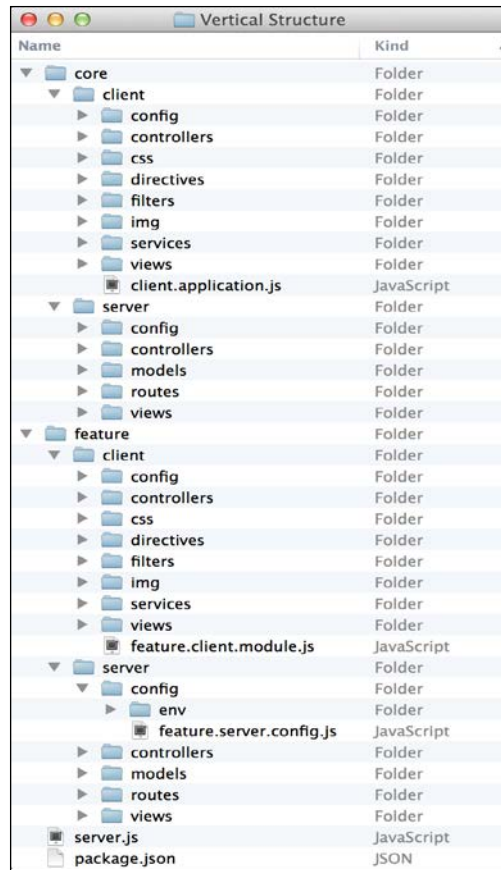 Vertical Structure
Name Kind
core Folder
client Folder
config Folder
controllers Folder
css Folder
directives Folder
filters Folder
img Folder
services Folder
views Folder
client.application.js JavaScript
server Folder
config Folder
controllers Folder
models Folder
routes Folder
views Folder
feature Folder
client Folder
config Folder
controllers Folder
css Folder
directives Folder
filters Folder
img Folder
services Folder
views Folder
feature.client.module.js JavaScript
server Folder
config Folder
env Folder
feature.server.config.js JavaScript
controllers Folder
models Folder
routes Folder
views Folder
server.js JavaScript
package.json JSON